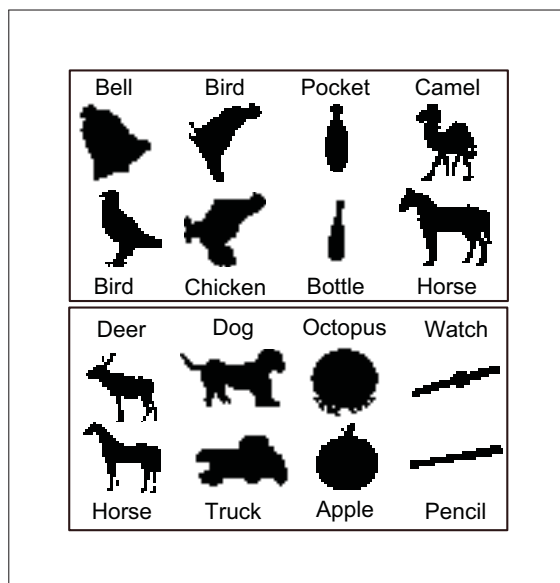 Bell Bird Pocket Camel
Bird Chicken Bottle Horse
Deer Dog Octopus Watch
Horse Truck Apple Pencil